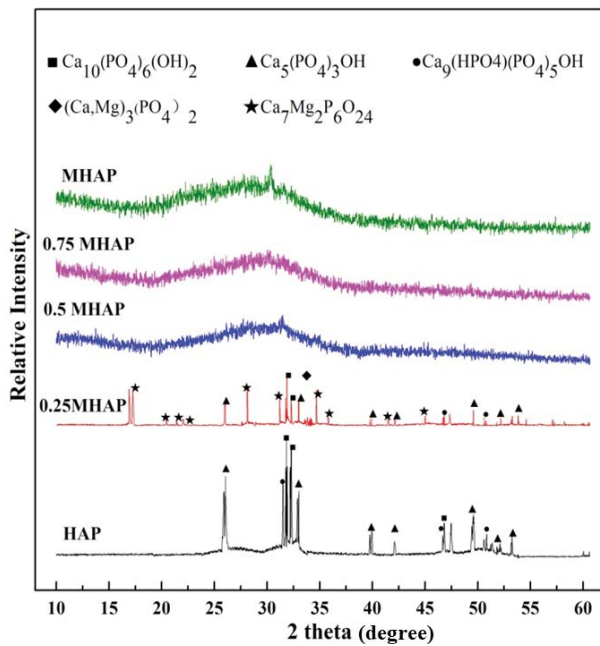 ■ Ca10(PO4)6(OH)2 ▲ Ca5(PO4)3OH ● Ca9(HPO4)(PO4)5OH
◆ (Ca,Mg)3(PO4)2 ★ Ca7Mg2P6O24
MHAP
0.75 MHAP
0.5 MHAP
0.25MHAP
HAP
Relative Intensity
10 15 20 25 30 35 40 45 50 55 60
2 theta (degree)